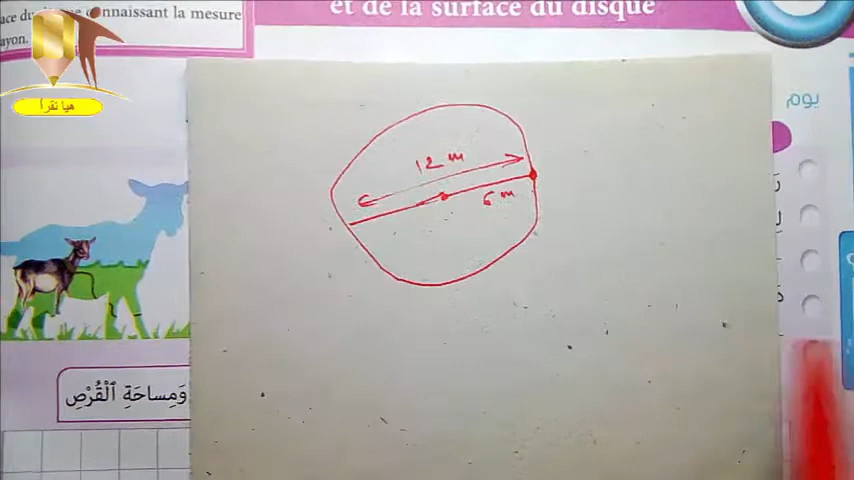 et de la surface du disque
ace du disque connaissant la mesure
ayon.
هيا نقرأ
يوم
12 m
6 m
وَمِساحَةِ ٱلْقُرْصِ